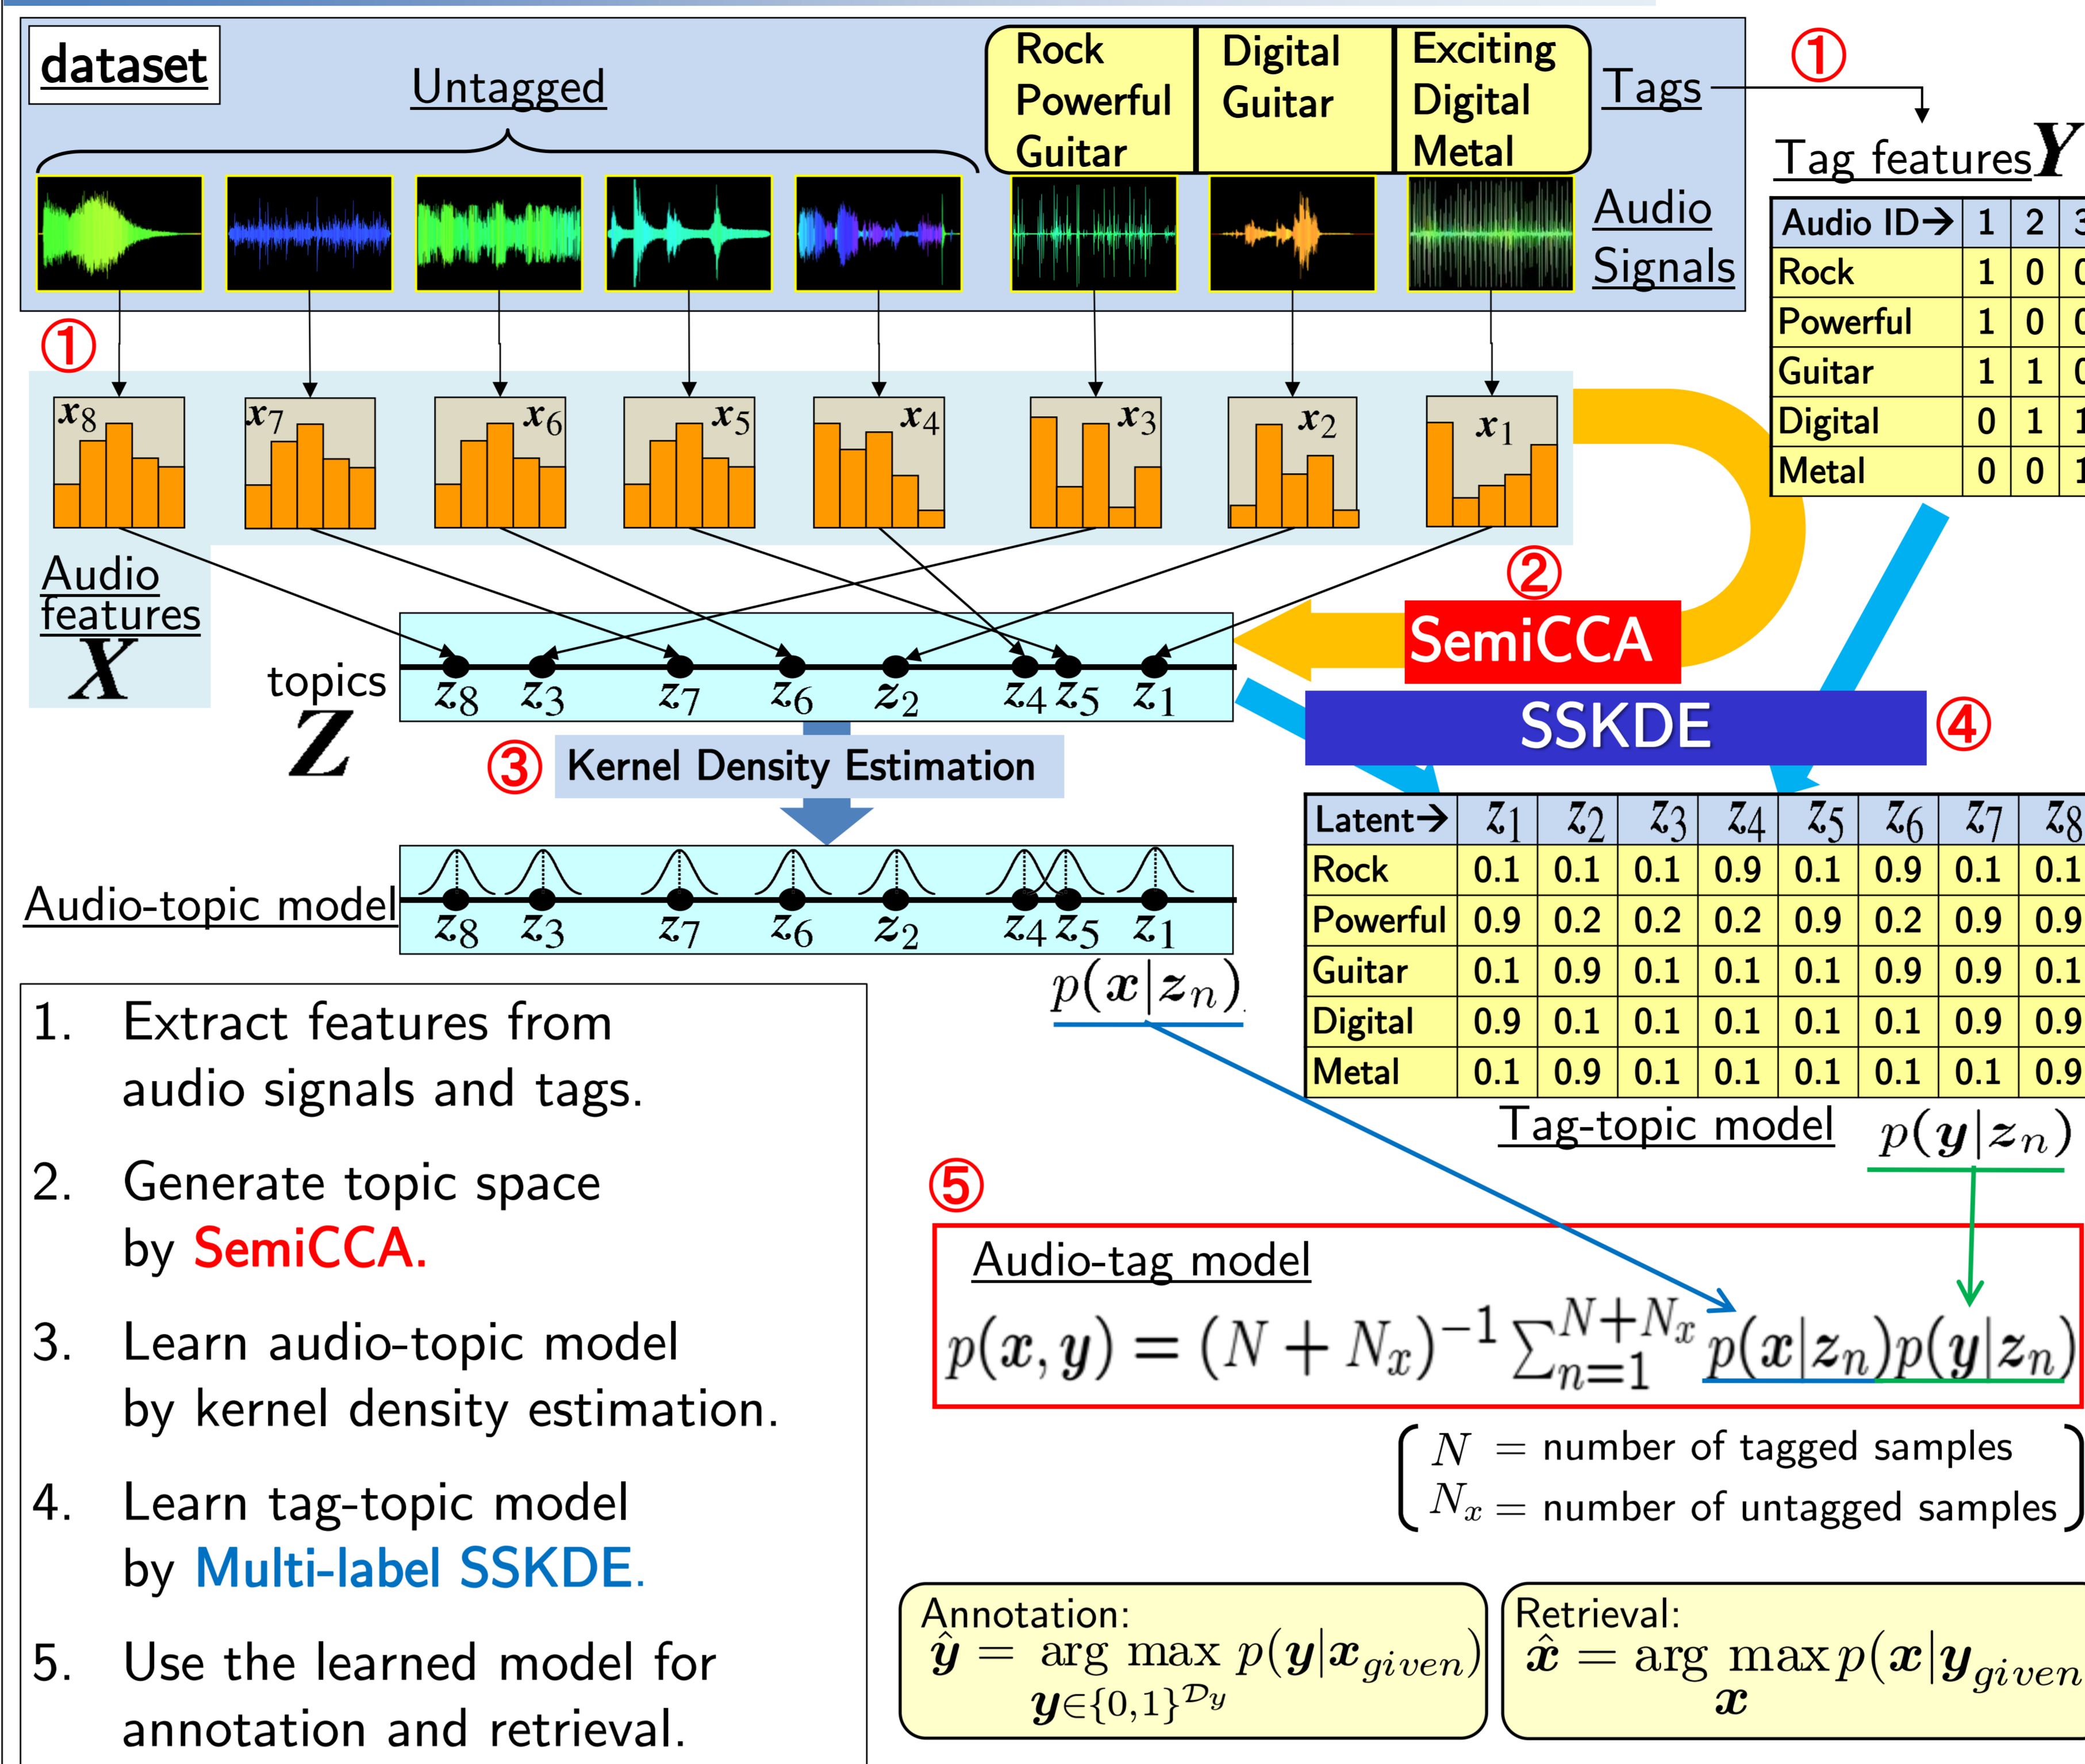 dataset
Untagged
Rock
Powerful
Guitar
Digital
Guitar
Exciting
Digital
Metal
Tags
①
Tag features Y
Audio
Signals
Audio ID→ 1 2 3
Rock 1 0 0
Powerful 1 0 0
Guitar 1 1 0
Digital 0 1 1
Metal 0 0 1
①
x8 x7 x6 x5 x4 x3 x2 x1
Audio
features
X
②
SemiCCA
topics
Z
z8 z3 z7 z6 z2 z4 z5 z1
SSKDE
④
③ Kernel Density Estimation
Audio-topic model
z8 z3 z7 z6 z2 z4 z5 z1
p(x|zn)
Latent→ z1 z2 z3 z4 z5 z6 z7 z8
Rock 0.1 0.1 0.1 0.9 0.1 0.9 0.1 0.1
Powerful 0.9 0.2 0.2 0.2 0.9 0.2 0.9 0.9
Guitar 0.1 0.9 0.1 0.1 0.1 0.9 0.9 0.1
Digital 0.9 0.1 0.1 0.1 0.1 0.1 0.9 0.9
Metal 0.1 0.9 0.1 0.1 0.1 0.1 0.1 0.9
Tag-topic model p(y|zn)
1. Extract features from
audio signals and tags.
2. Generate topic space
by SemiCCA.
3. Learn audio-topic model
by kernel density estimation.
4. Learn tag-topic model
by Multi-label SSKDE.
5. Use the learned model for
annotation and retrieval.
⑤
Audio-tag model
p(x, y) = (N + Nx)^−1 ∑_{n=1}^{N+Nx} p(x|zn)p(y|zn)
N = number of tagged samples
Nx = number of untagged samples
Annotation:
ŷ = arg max p(y|x_given)
y∈{0,1}^Dy
Retrieval:
x̂ = arg max p(x|y_given
x